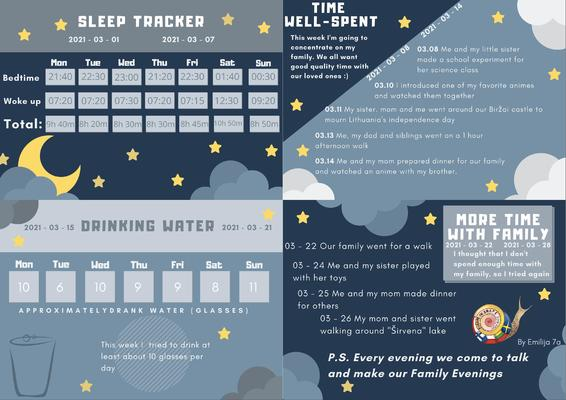 SLEEP TRACKER
2021 - 03 - 01 2021 - 03 - 07
Mon Tues Wed Thu Fri Sat Sun
Bedtime 21:40 22:30 23:00 21:20 22:30 01:40 00:30
Woke up 07:20 07:20 07:30 07:20 07:15 12:30 09:20
Total: 9h 40m 8h 20m 8h 30m 8h 30m 8h 45m 10h 50m 8h 50m
TIME
WELL-SPENT
2021 - 03 - 08 2021 - 03 - 14
This week I'm going to
concentrate on my
family. We all want
good quality time with
our loved ones :)
03.08 Me and my little sister
made a school experiment for
her science class
03.10 I introduced one of my favorite animes
and watched them together
03.11 My sister, mom and me went around our Biržai castle to
mourn Lithuania's independence day
03.13 Me, my dad and siblings went on a 1 hour
afternoon walk
03.14 Me and my mom prepared dinner for our family
and watched an anime with my brother.
2021 - 03 - 15 DRINKING WATER 2021 - 03 - 21
Mon Tue Wed Thu Fri Sat Sun
10 6 10 9 9 8 11
APPROXIMATELYDRANK WATER (GLASSES)
This week I tried to drink at
least about 10 glasses per
day
MORE TIME
WITH FAMILY
2021 - 03 - 22 2021 - 03 - 28
I thought that I don't
spend enough time with
my family, so I tried again
03 - 22 Our family went for a walk
03 - 24 Me and my sister played
with her toys
03 - 25 Me and my mom made dinner
for others
03 - 26 My mom and sister went
walking around "Širvena" lake
By Emilija 7a
P.S. Every evening we come to talk
and make our Family Evenings